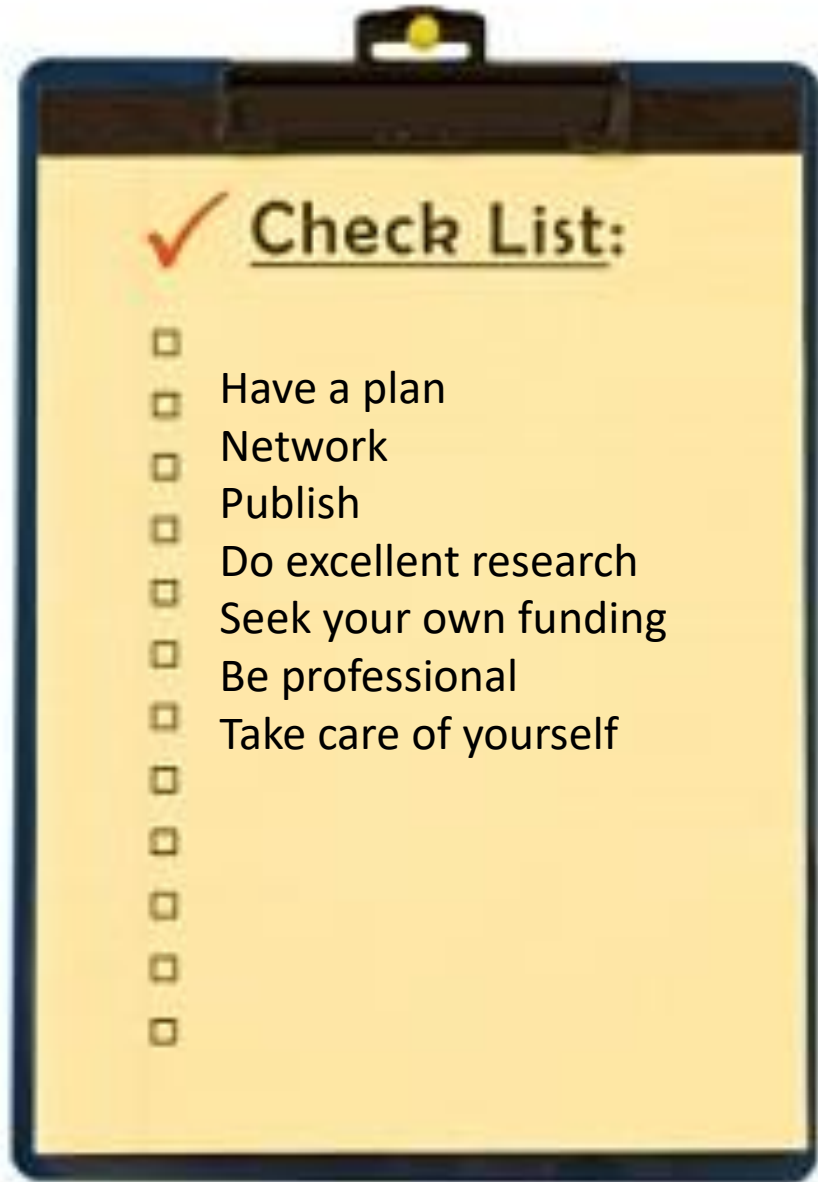 Check List:
Have a plan
Network
Publish
Do excellent research
Seek your own funding
Be professional
Take care of yourself